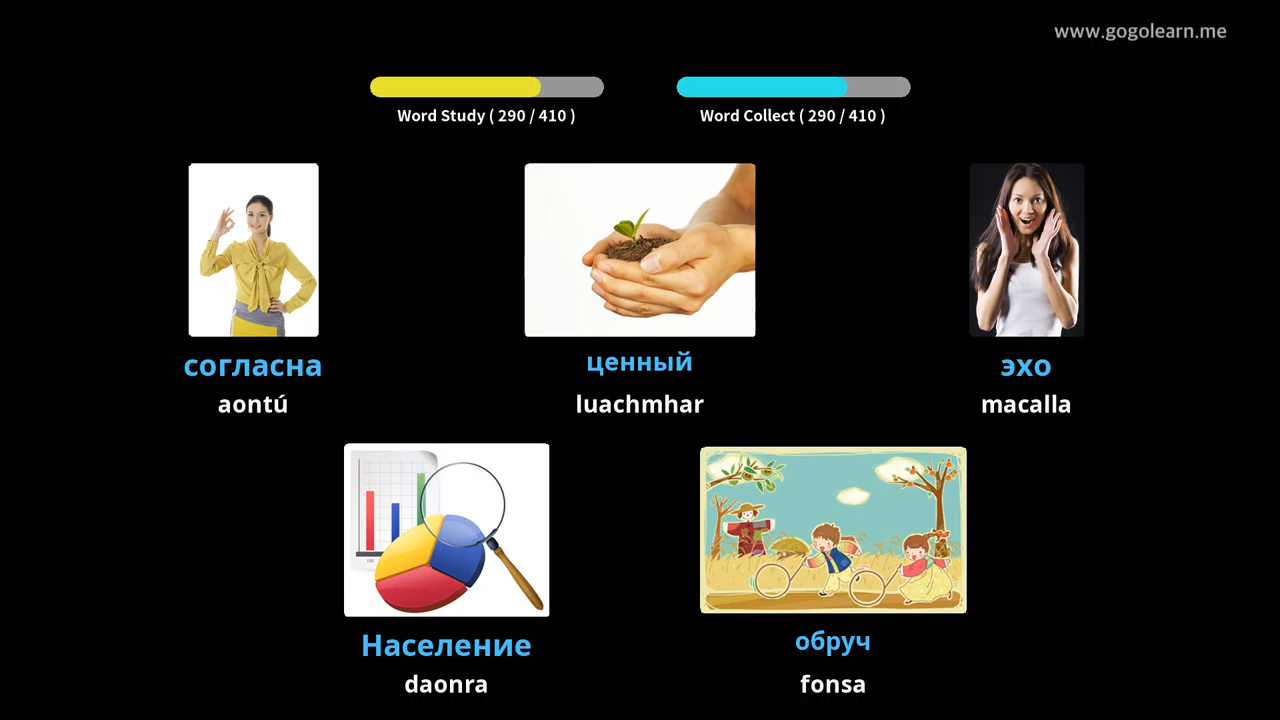 www.gogolearn.me
Word Study ( 290 / 410 )
Word Collect ( 290 / 410 )
согласна
aontú
ценный
luachmhar
эхо
macalla
Население
daonra
обруч
fonsa